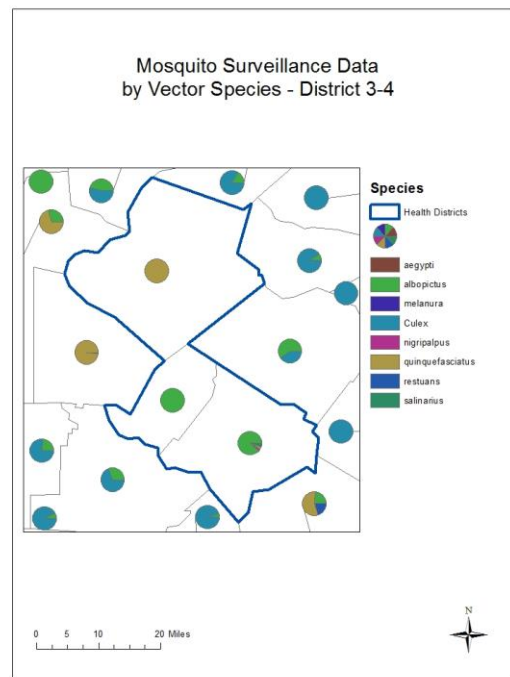 Mosquito Surveillance Data
by Vector Species - District 3-4
Species
Health Districts
aegypti
albopictus
melanura
Culex
nigripalpus
quinquefasciatus
restuans
salinarius
0 5 10 20 Miles
N